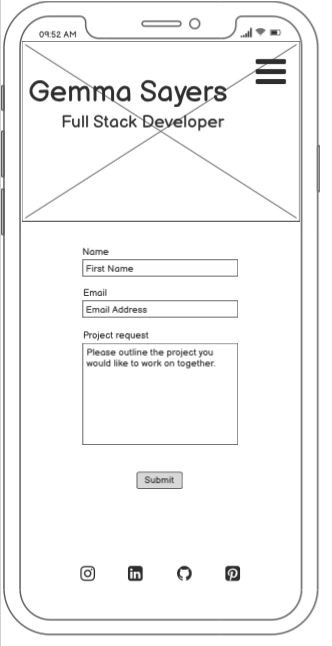 09:52 AM
Gemma Sayers
Full Stack Developer
Name
First Name
Email
Email Address
Project request
Please outline the project you
would like to work on together.
Submit
in